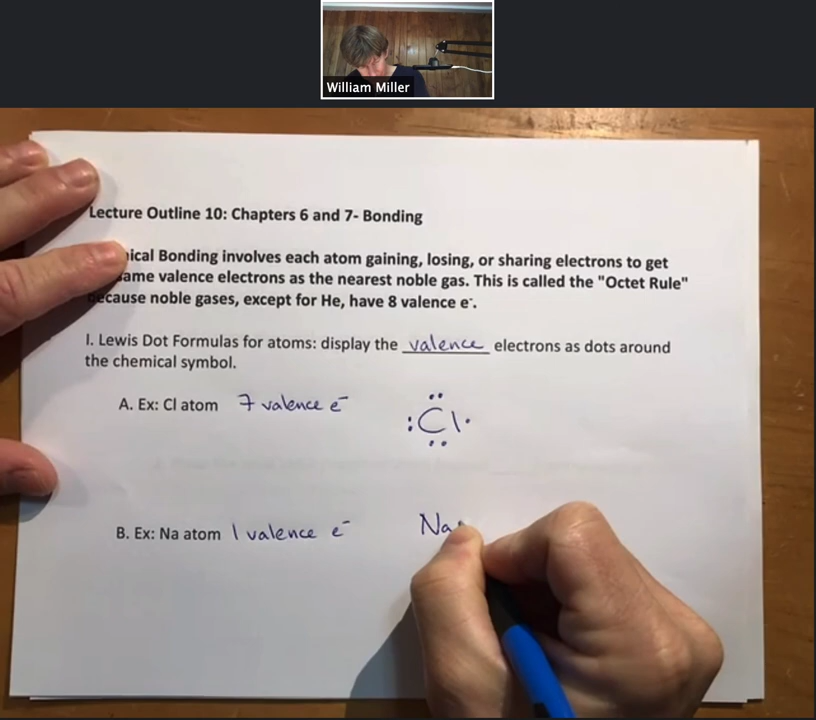 William Miller
Lecture Outline 10: Chapters 6 and 7- Bonding
ical Bonding involves each atom gaining, losing, or sharing electrons to get
ame valence electrons as the nearest noble gas. This is called the "Octet Rule"
ecause noble gases, except for He, have 8 valence e⁻.
I. Lewis Dot Formulas for atoms: display the valence electrons as dots around
the chemical symbol.
A. Ex: Cl atom 7 valence e⁻ :Cl·
B. Ex: Na atom 1 valence e⁻ Na